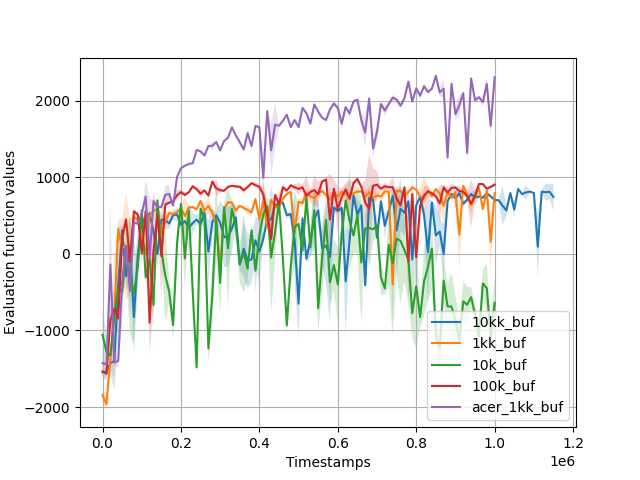 2000
1000
0
−1000
−2000
Evaluation function values
0.0
0.2
0.4
0.6
0.8
1.0
1.2
1e6
Timestamps
10kk_buf
1kk_buf
10k_buf
100k_buf
acer_1kk_buf